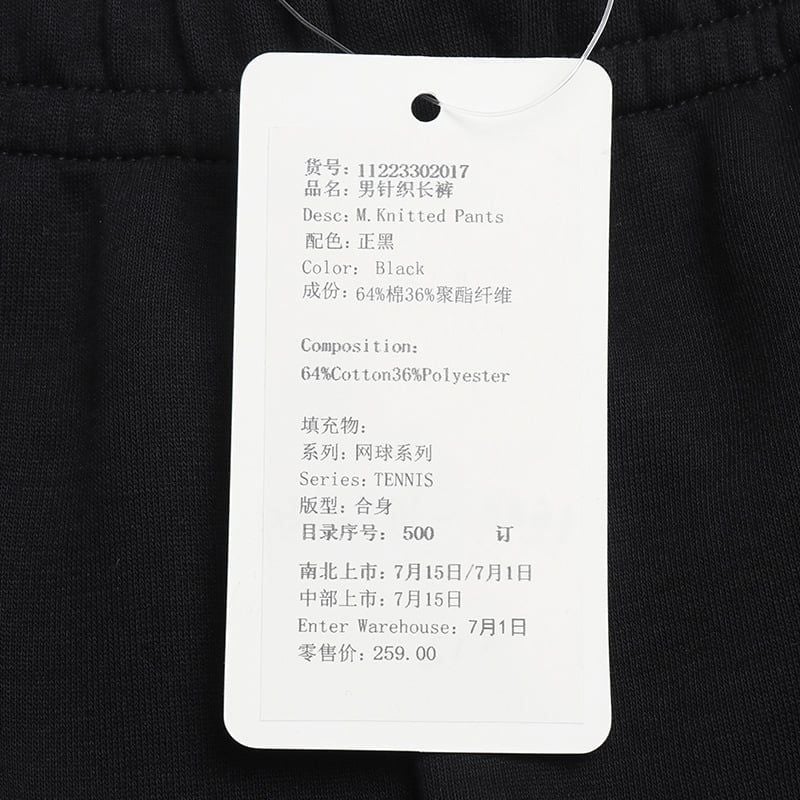 货号: 11223302017
品名: 男针织长裤
Desc: M.Knitted Pants
配色: 正黑
Color: Black
成份: 64%棉36%聚酯纤维
Composition:
64%Cotton36%Polyester
填充物:
系列: 网球系列
Series: TENNIS
版型: 合身
目录序号: 500 订
南北上市: 7月15日/7月1日
中部上市: 7月15日
Enter Warehouse: 7月1日
零售价: 259.00